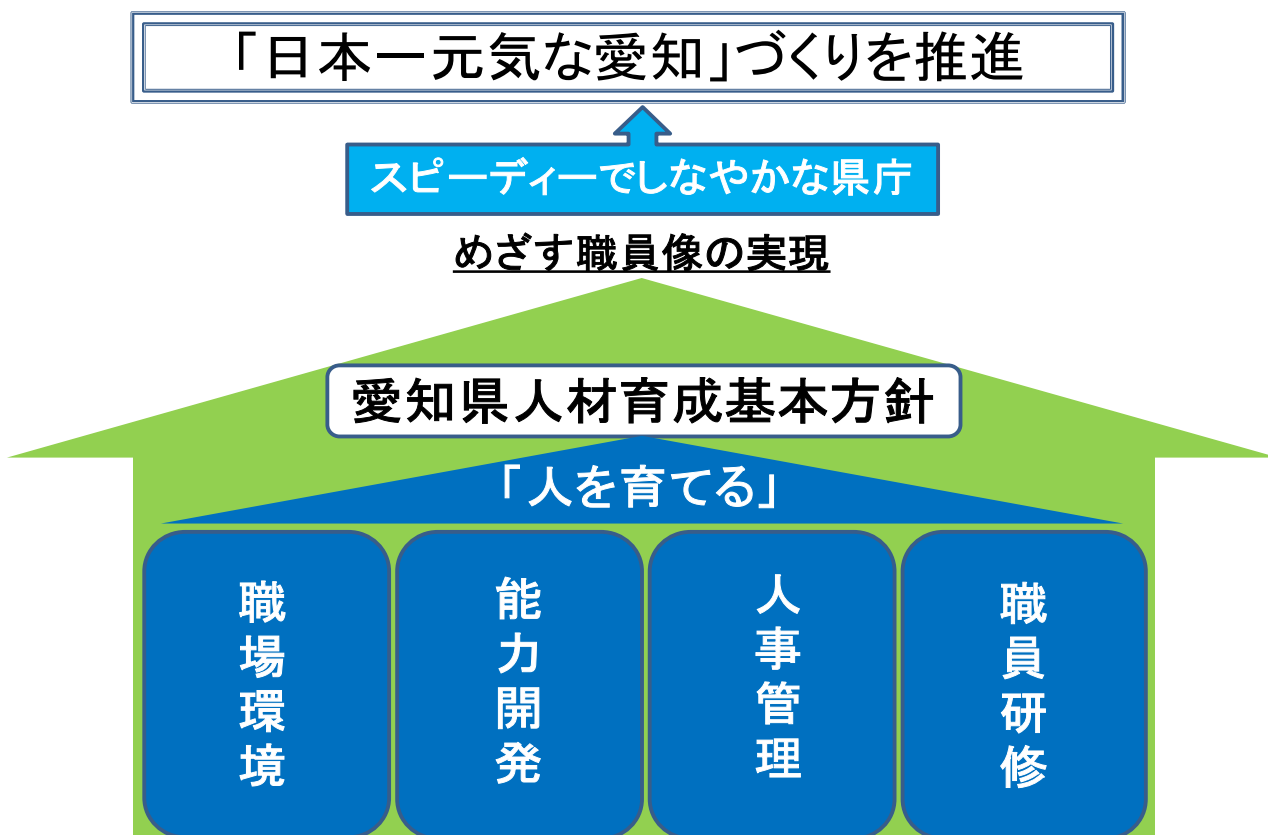 「日本一元気な愛知」づくりを推進
スピーディーでしなやかな県庁
めざす職員像の実現
愛知県人材育成基本方針
「人を育てる」
職場環境
能力開発
人事管理
職員研修